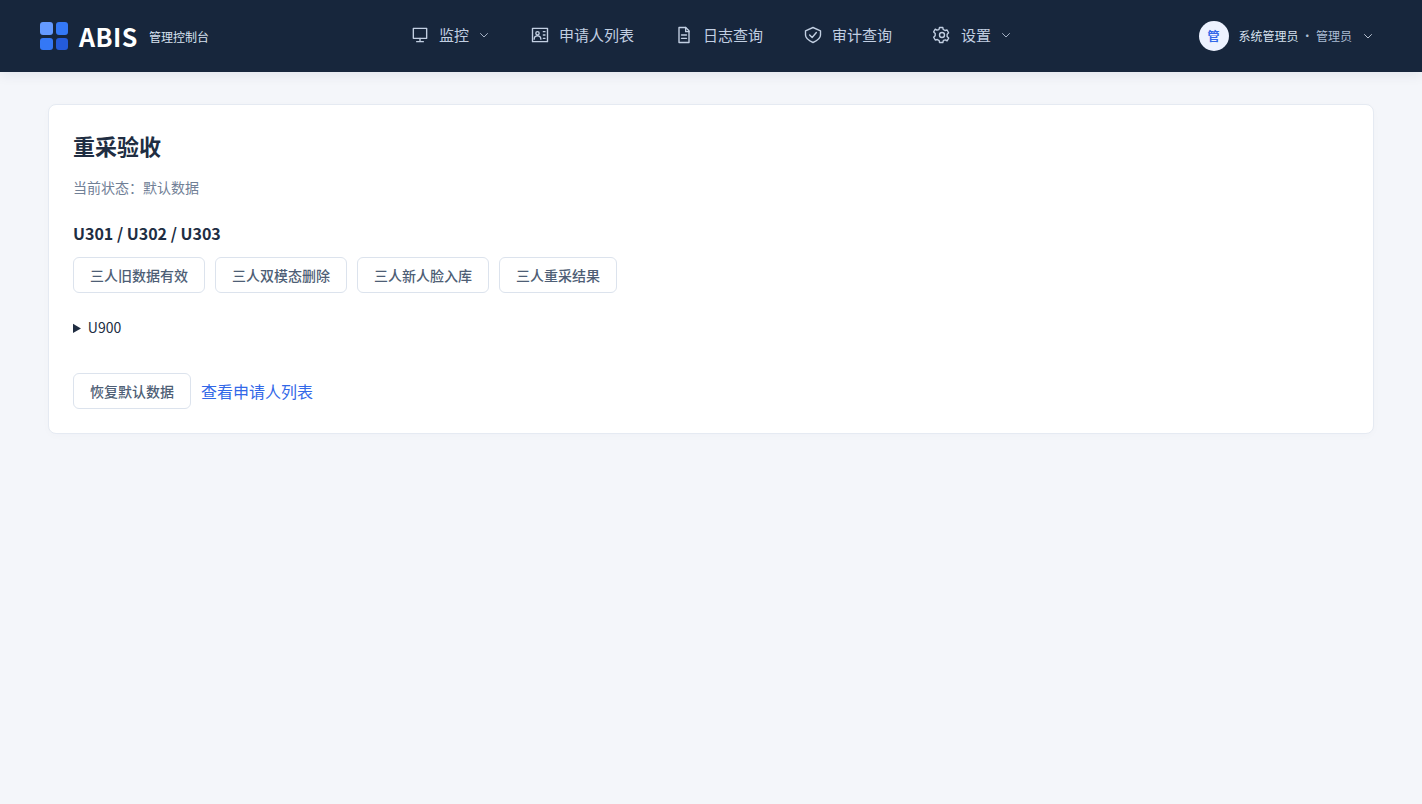 ABIS 管理控制台 监控 申请人列表 日志查询 审计查询 设置 管 系统管理员 · 管理员
重采验收
当前状态：默认数据
U301 / U302 / U303
三人旧数据有效 三人双模态删除 三人新人脸入库 三人重采结果
U900
恢复默认数据 查看申请人列表